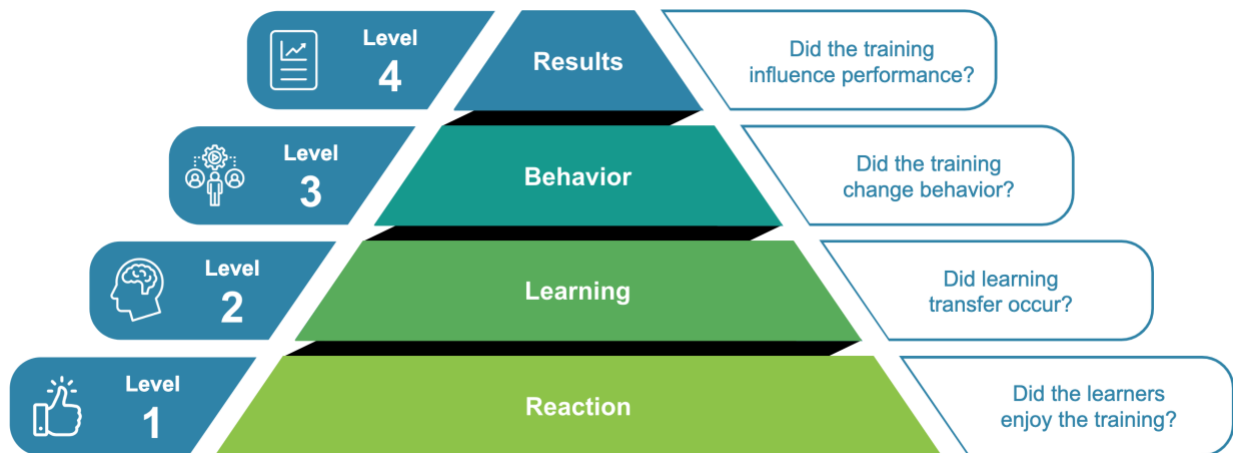 Level
4
Results
Did the training
influence performance?
Level
3
Behavior
Did the training
change behavior?
Level
2
Learning
Did learning
transfer occur?
Level
1
Reaction
Did the learners
enjoy the training?